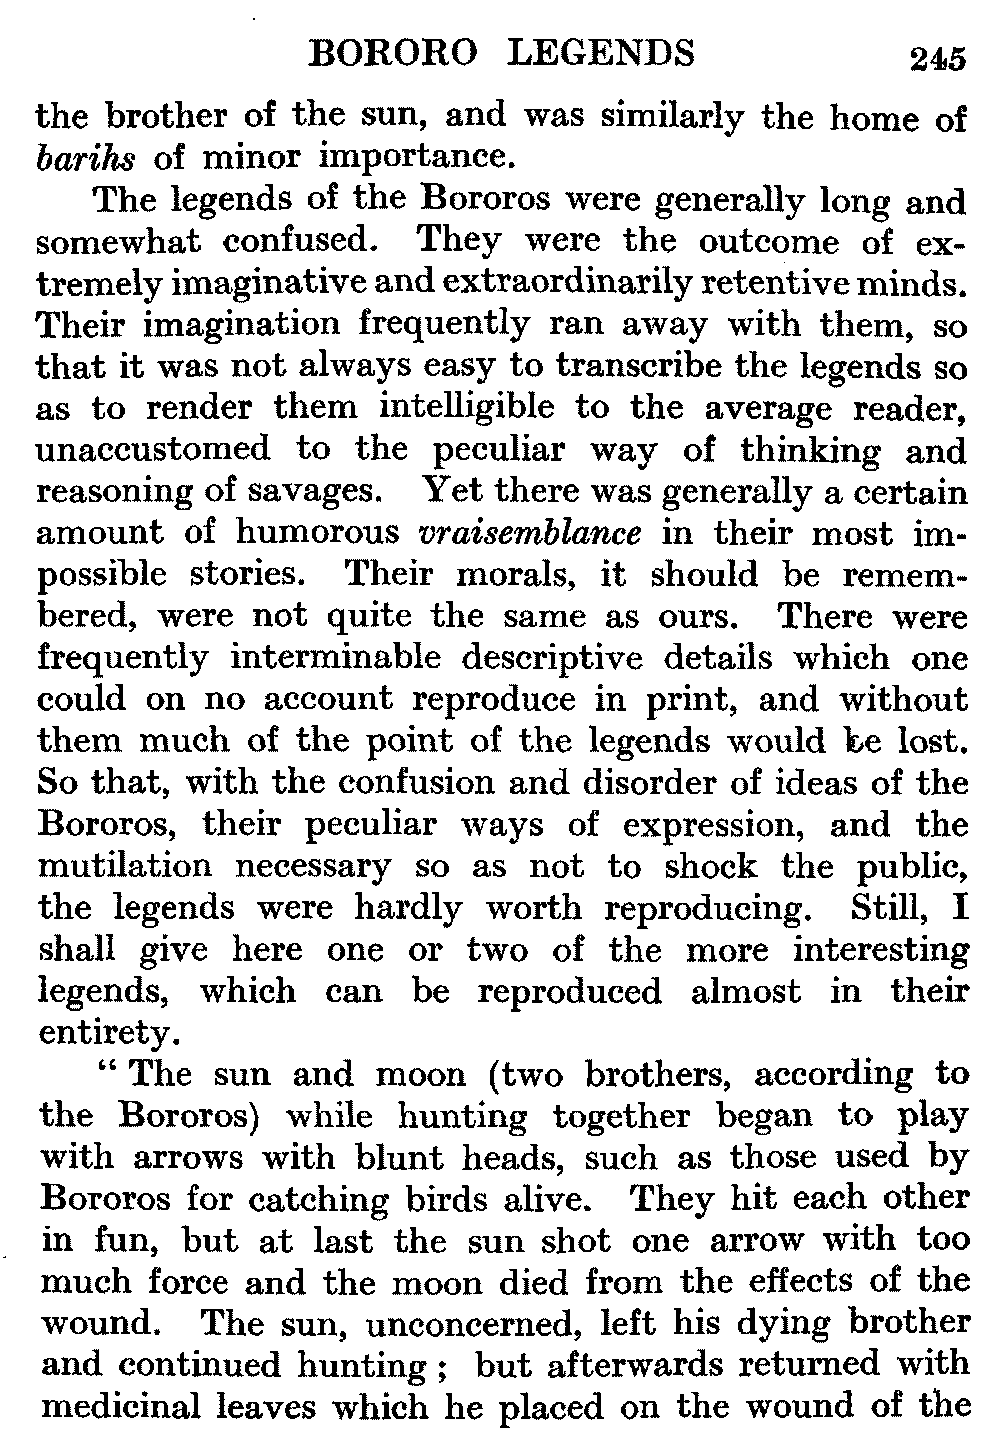 BORORO LEGENDS 245
the brother of the sun, and was similarly the home of
barihs of minor importance.
The legends of the Bororos were generally long and
somewhat confused. They were the outcome of ex-
tremely imaginative and extraordinarily retentive minds.
Their imagination frequently ran away with them, so
that it was not always easy to transcribe the legends so
as to render them intelligible to the average reader,
unaccustomed to the peculiar way of thinking and
reasoning of savages. Yet there was generally a certain
amount of humorous vraisemblance in their most im-
possible stories. Their morals, it should be remem-
bered, were not quite the same as ours. There were
frequently interminable descriptive details which one
could on no account reproduce in print, and without
them much of the point of the legends would be lost.
So that, with the confusion and disorder of ideas of the
Bororos, their peculiar ways of expression, and the
mutilation necessary so as not to shock the public,
the legends were hardly worth reproducing. Still, I
shall give here one or two of the more interesting
legends, which can be reproduced almost in their
entirety.
“ The sun and moon (two brothers, according to
the Bororos) while hunting together began to play
with arrows with blunt heads, such as those used by
Bororos for catching birds alive. They hit each other
in fun, but at last the sun shot one arrow with too
much force and the moon died from the effects of the
wound. The sun, unconcerned, left his dying brother
and continued hunting ; but afterwards returned with
medicinal leaves which he placed on the wound of the